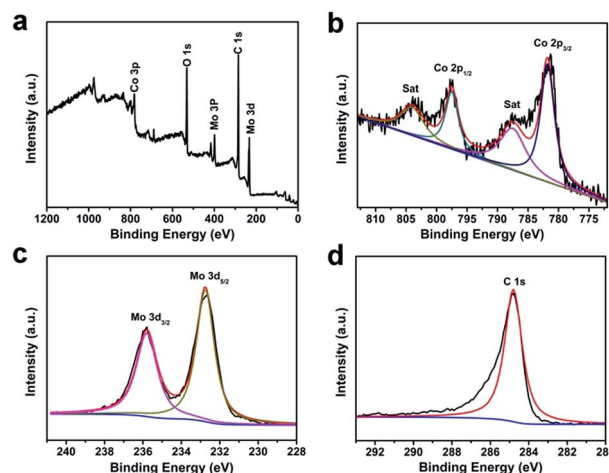 a
Co 3p
O 1s
Mo 3P
C 1s
Mo 3d
Intensity (a.u.)
1200 1000 800 600 400 200 0
Binding Energy (eV)
b
Sat
Co 2p1/2
Sat
Co 2p3/2
Intensity (a.u.)
810 805 800 795 790 785 780 775
Binding Energy (eV)
c
Mo 3d3/2
Mo 3d5/2
Intensity (a.u.)
240 238 236 234 232 230 228
Binding Energy (eV)
d
C 1s
Intensity (a.u.)
292 290 288 286 284 282 28
Binding Energy (eV)